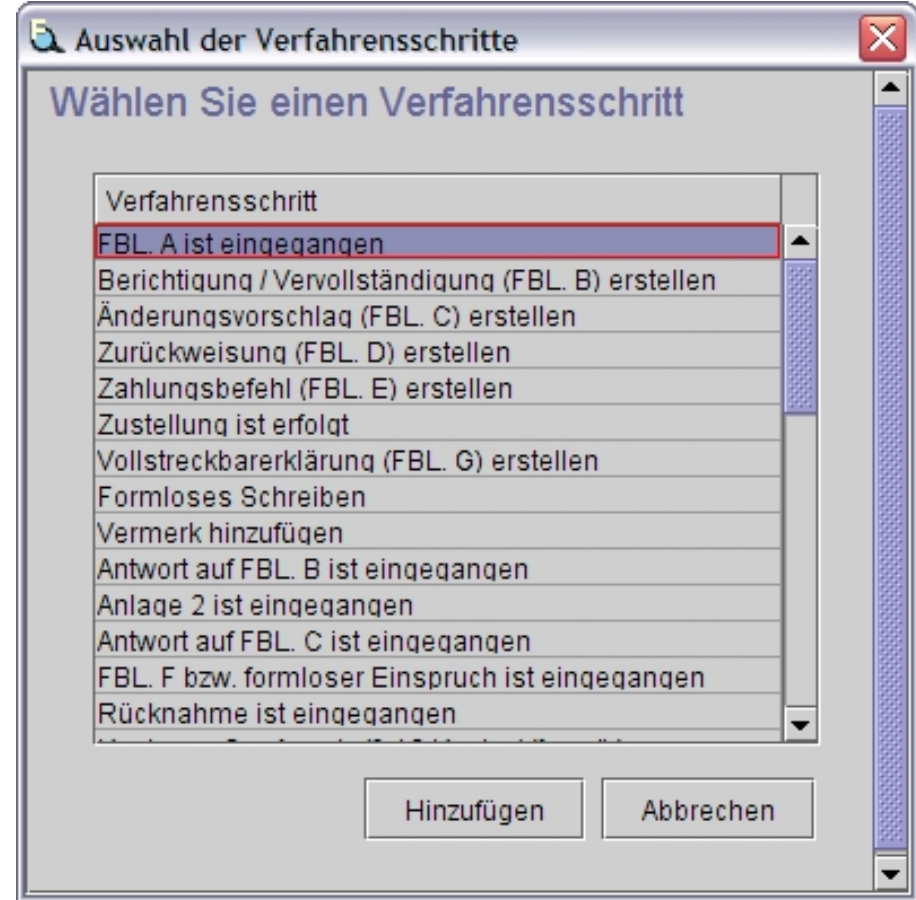 Auswahl der Verfahrensschritte
Wählen Sie einen Verfahrensschritt
Verfahrensschritt
FBL. A ist eingegangen
Berichtigung / Vervollständigung (FBL. B) erstellen
Änderungsvorschlag (FBL. C) erstellen
Zurückweisung (FBL. D) erstellen
Zahlungsbefehl (FBL. E) erstellen
Zustellung ist erfolgt
Vollstreckbarerklärung (FBL. G) erstellen
Formloses Schreiben
Vermerk hinzufügen
Antwort auf FBL. B ist eingegangen
Anlage 2 ist eingegangen
Antwort auf FBL. C ist eingegangen
FBL. F bzw. formloser Einspruch ist eingegangen
Rücknahme ist eingegangen
Hinzufügen Abbrechen